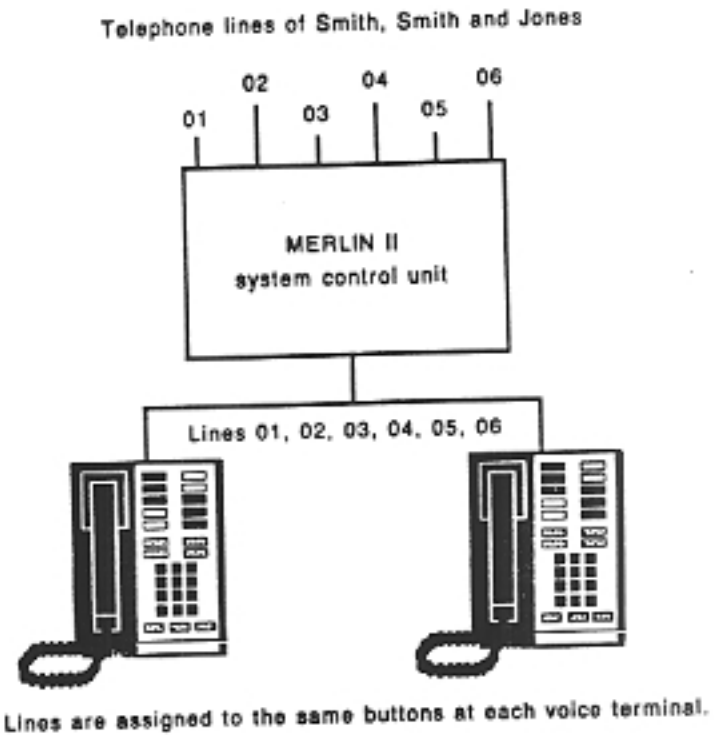 Telephone lines of Smith, Smith and Jones
01 02 03 04 05 06
MERLIN II
system control unit
Lines 01, 02, 03, 04, 05, 06
Lines are assigned to the same buttons at each voice terminal.